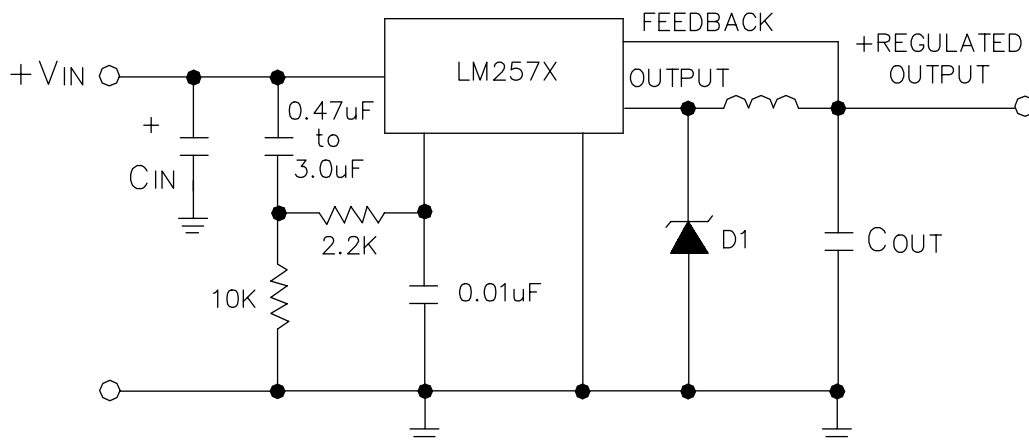 FEEDBACK
+REGULATED
OUTPUT
+VIN
LM257X
OUTPUT
+
CIN
0.47uF
to
3.0uF
2.2K
10K
0.01uF
D1
COUT